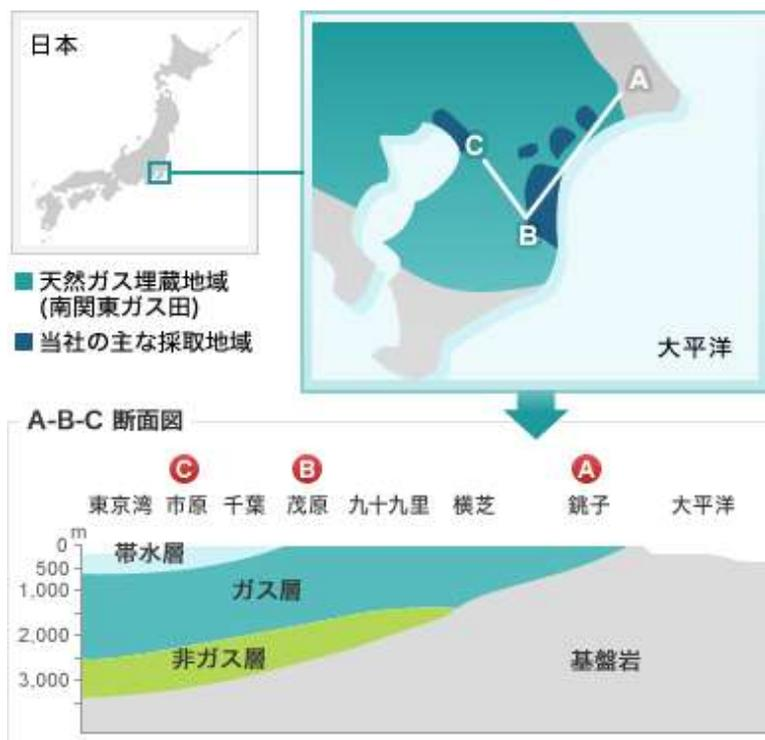 日本
A
C
B
大平洋
天然ガス埋蔵地域
(南関東ガス田)
当社の主な採取地域
A-B-C 断面図
C B A
東京湾 市原 千葉 茂原 九十九里 横芝 銚子 大平洋
m
0
500
1,000
2,000
3,000
帯水層
ガス層
非ガス層
基盤岩